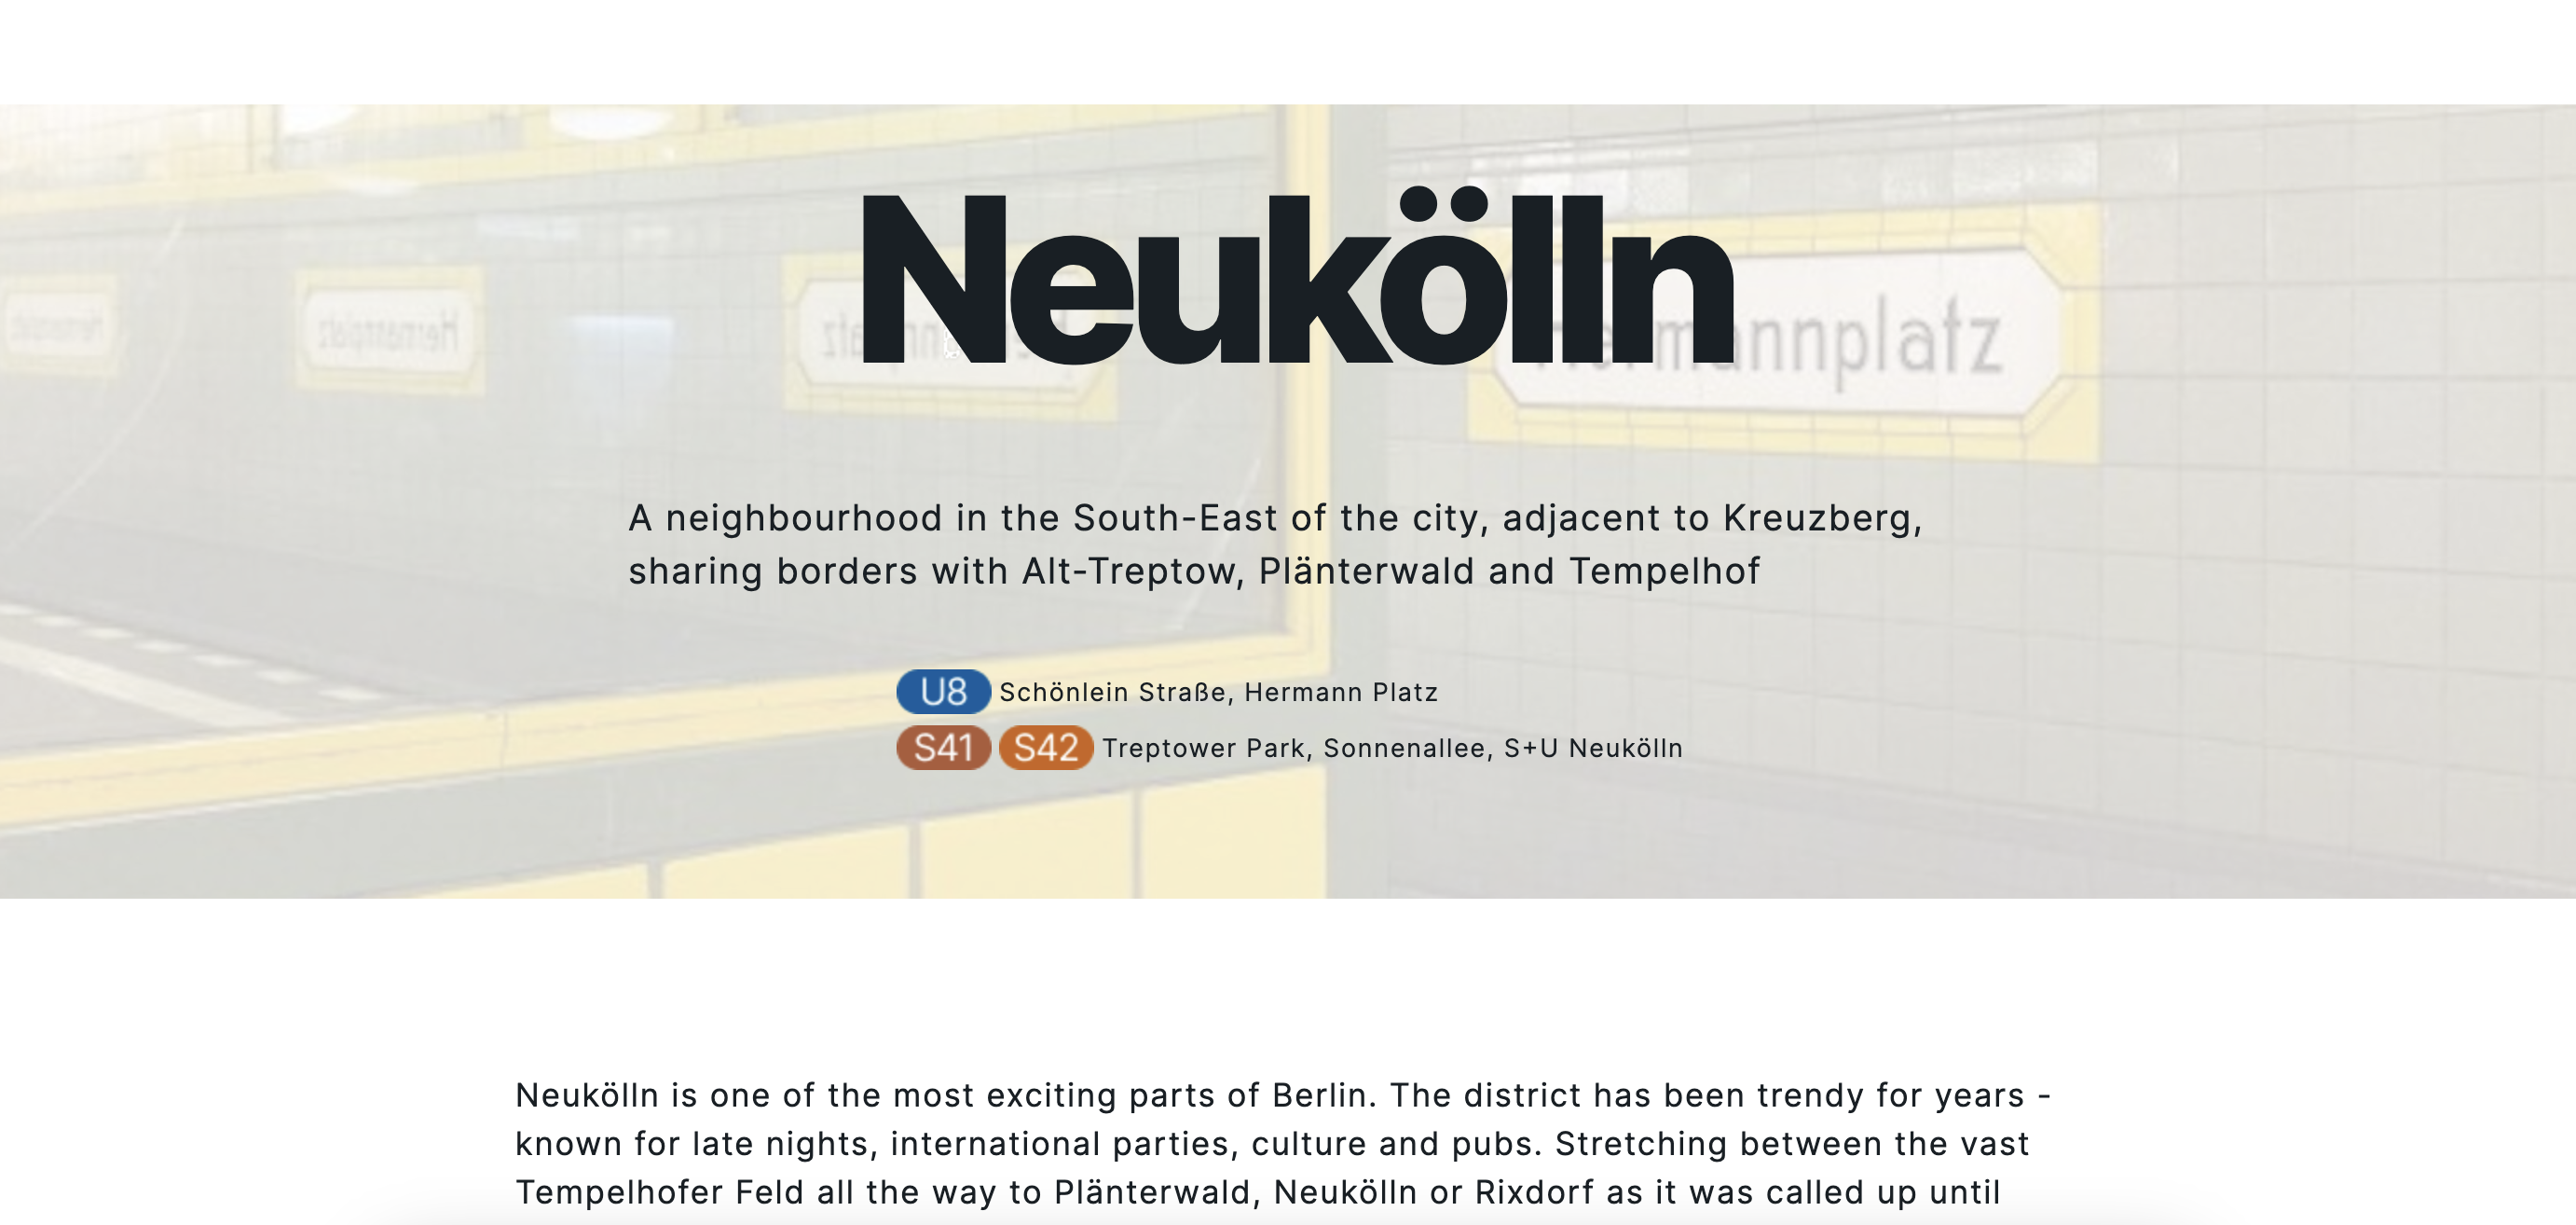 Neukölln
Hermannplatz
A neighbourhood in the South-East of the city, adjacent to Kreuzberg,
sharing borders with Alt-Treptow, Plänterwald and Tempelhof
U8 Schönlein Straße, Hermann Platz
S41 S42 Treptower Park, Sonnenallee, S+U Neukölln
Neukölln is one of the most exciting parts of Berlin. The district has been trendy for years -
known for late nights, international parties, culture and pubs. Stretching between the vast
Tempelhofer Feld all the way to Plänterwald, Neukölln or Rixdorf as it was called up until